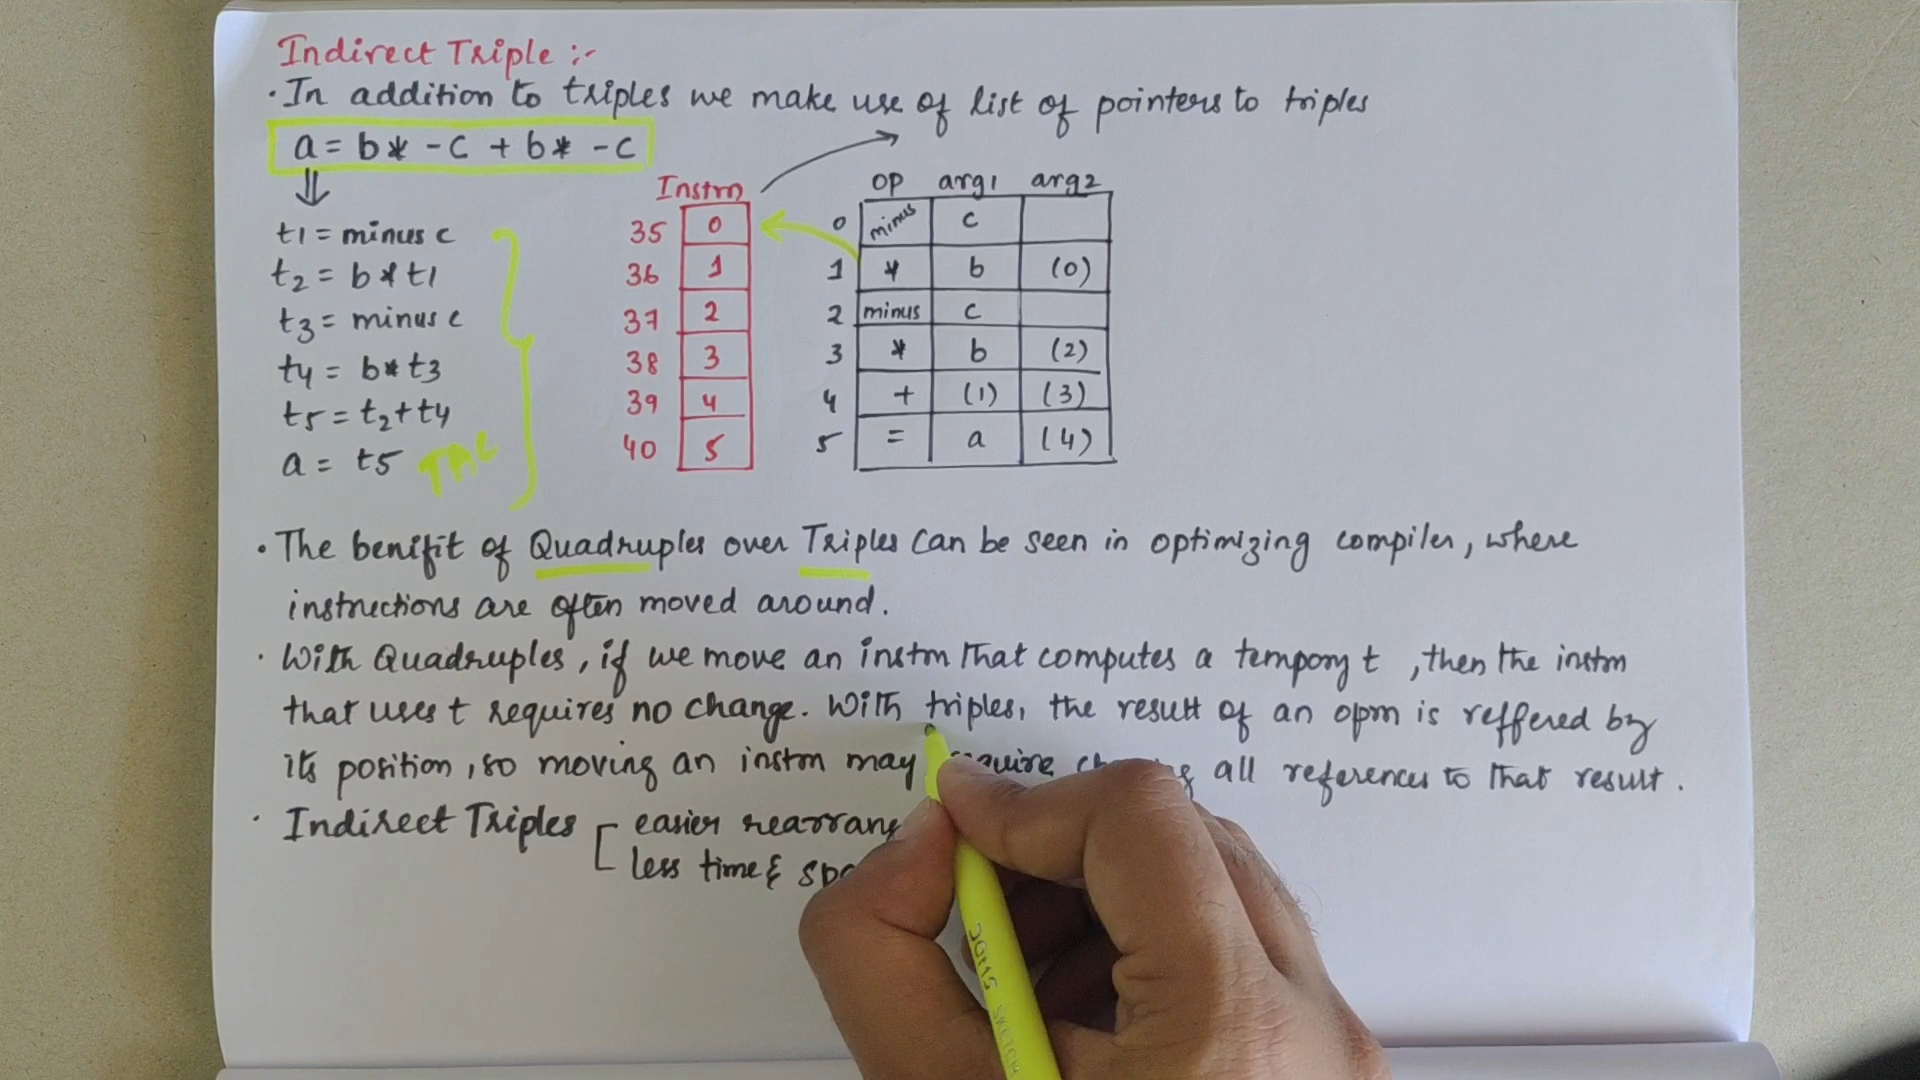 Indirect Triple :-
· In addition to triples we make use of list of pointers to triples
a = b* -c + b* -c
⇓
t1 = minus c
t2 = b * t1
t3 = minus c
t4 = b* t3
t5 = t2+t4
a = t5 TAC
Instrn
35 0
36 1
37 2
38 3
39 4
40 5
op arg1 arg2
0 minus c
1 * b (0)
2 minus c
3 * b (2)
4 + (1) (3)
5 = a (4)
· The benifit of Quadruples over Triples can be seen in optimizing compiler, where
instructions are often moved around.
· With Quadruples, if we move an instrn that computes a tempory t , then the instrn
that uses t requires no change. With triples, the result of an oprn is reffered by
its position, so moving an instrn may all references to that result.
· Indirect Triples [ easier
less time &
DOMS SKETCH